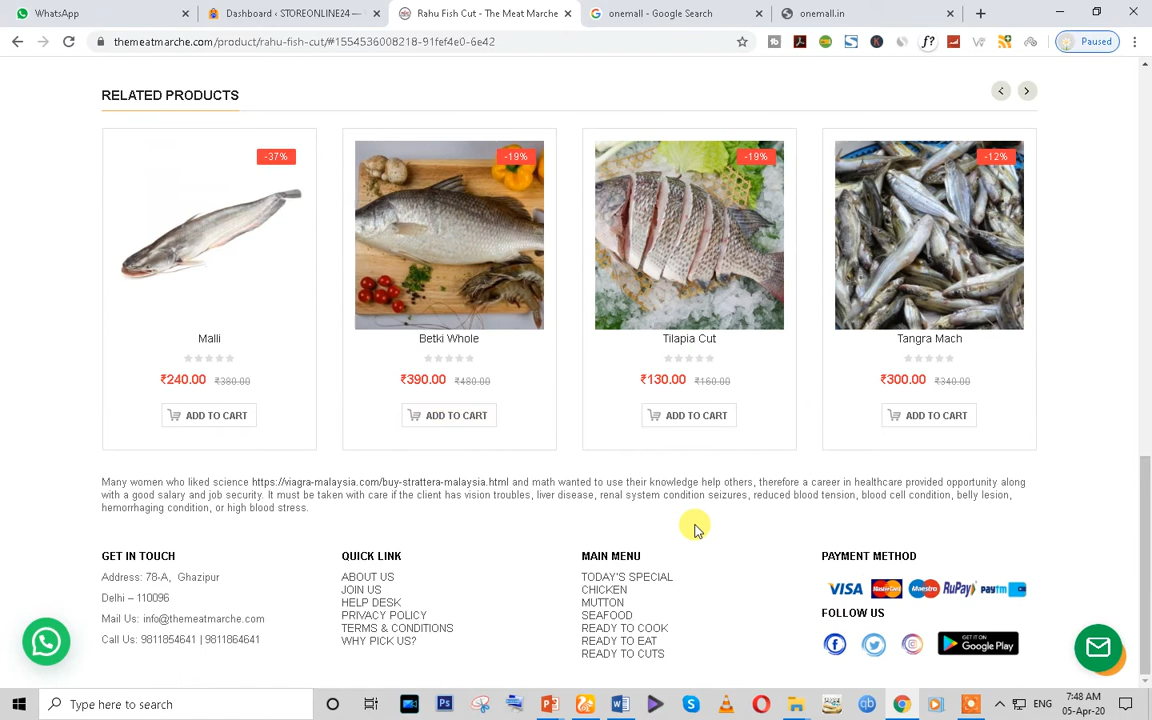 WhatsApp
Dashboard ‹ STOREONLINE24 —
Rahu Fish Cut - The Meat Marche
onemall - Google Search
onemall.in
themeatmarche.com/product/rahu-fish-cut/#1554536008218-91fef4e0-6e42
Paused
RELATED PRODUCTS
-37%
-19%
-19%
-12%
Malli
Betki Whole
Tilapia Cut
Tangra Mach
₹240.00 ₹380.00
₹390.00 ₹480.00
₹130.00 ₹160.00
₹300.00 ₹340.00
ADD TO CART
ADD TO CART
ADD TO CART
ADD TO CART
Many women who liked science https://viagra-malaysia.com/buy-strattera-malaysia.html and math wanted to use their knowledge help others, therefore a career in healthcare provided opportunity along
with a good salary and job security. It must be taken with care if the client has vision troubles, liver disease, renal system condition seizures, reduced blood tension, blood cell condition, belly lesion,
hemorrhaging condition, or high blood stress.
GET IN TOUCH
Address: 78-A, Ghazipur
Delhi – 110096
Mail Us: info@themeatmarche.com
Call Us: 9811854641 | 9811864641
QUICK LINK
ABOUT US
JOIN US
HELP DESK
PRIVACY POLICY
TERMS & CONDITIONS
WHY PICK US?
MAIN MENU
TODAY'S SPECIAL
CHICKEN
MUTTON
SEAFOOD
READY TO COOK
READY TO EAT
READY TO CUTS
PAYMENT METHOD
VISA MasterCard Maestro RuPay paytm
FOLLOW US
GET IT ON
Google Play
Type here to search
ENG
7:48 AM
05-Apr-20